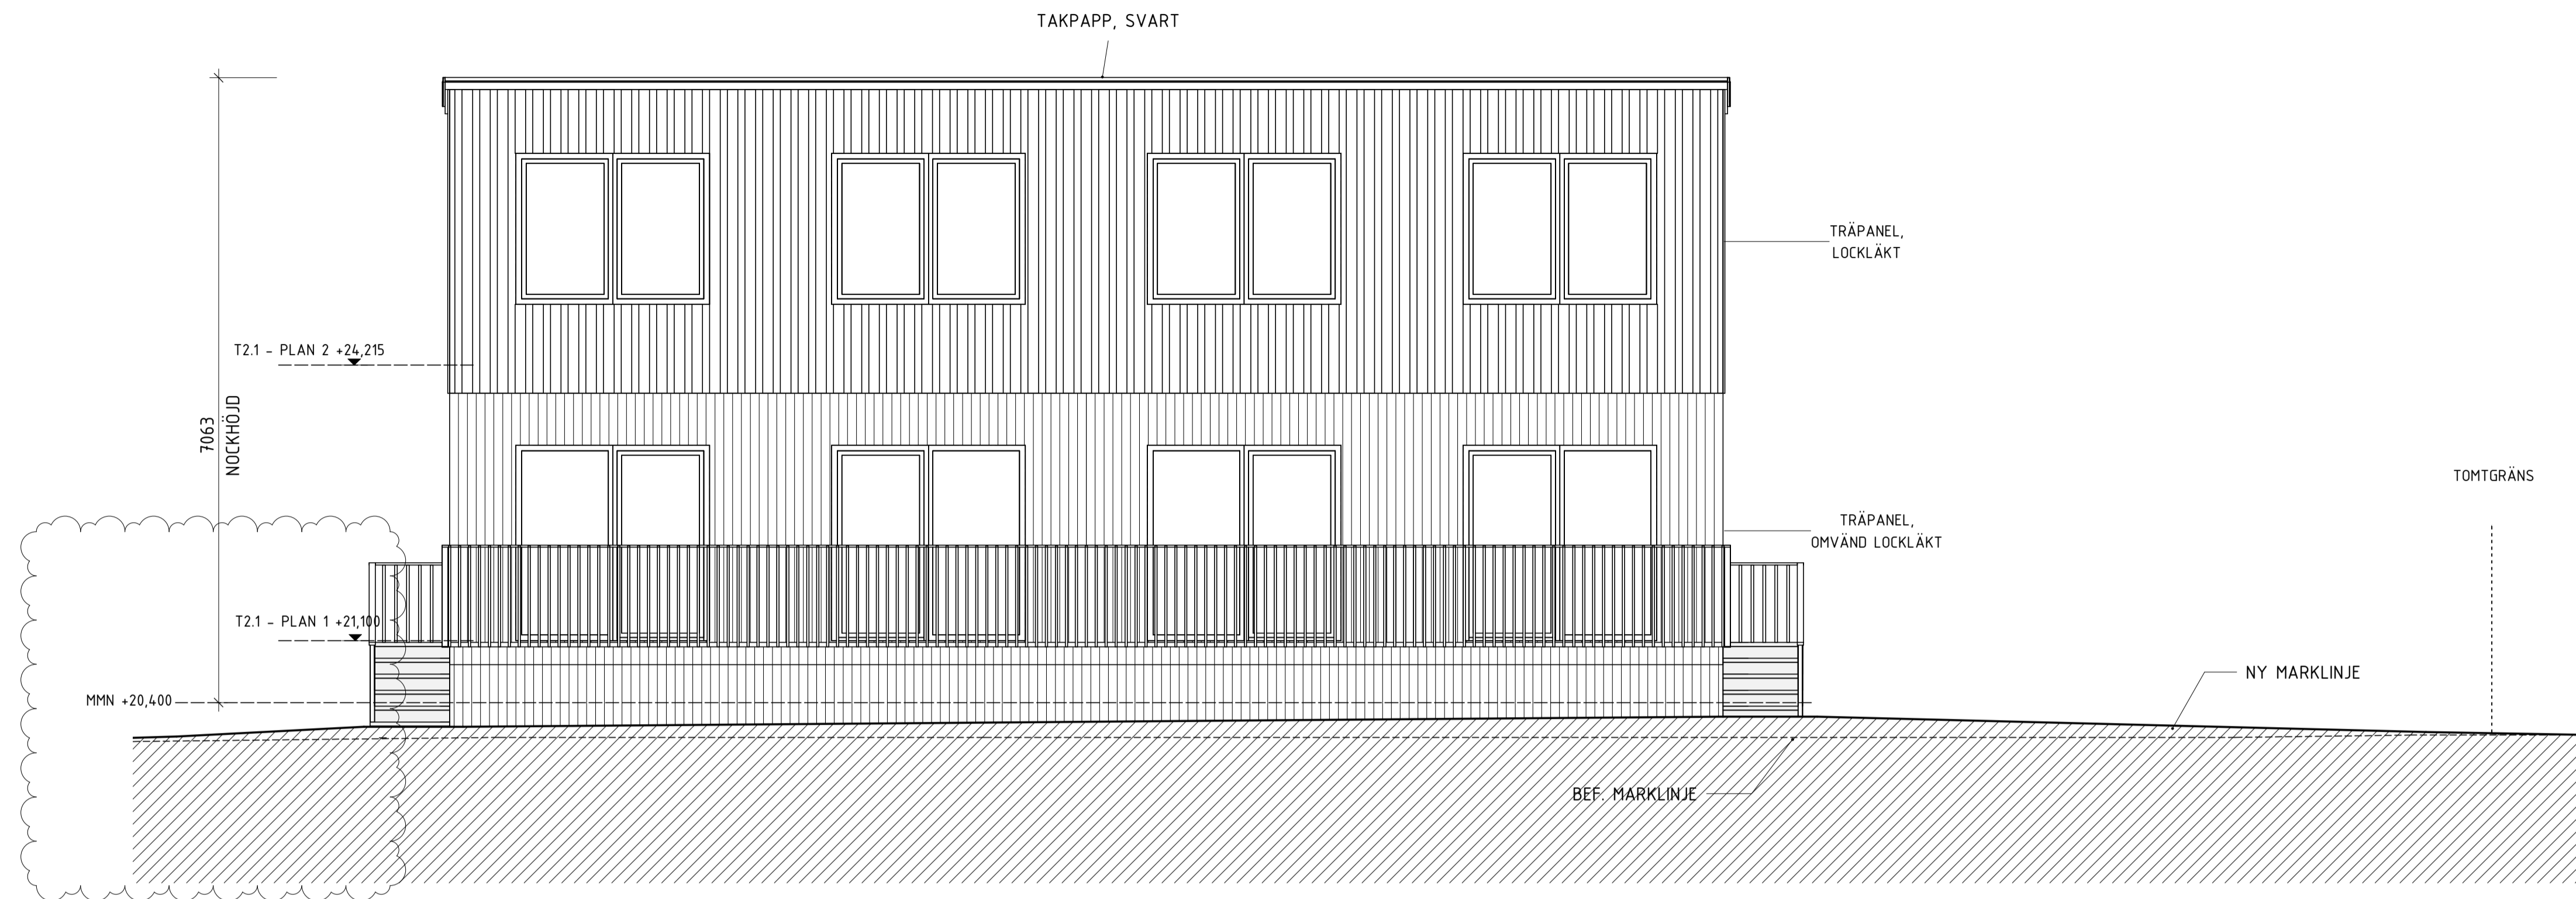 TAKPAPP, SVART
TRÄPANEL,
LOCKLÄKT
T2.1 - PLAN 2 +24,215
7063
NOCKHÖJD
TOMTGRÄNS
TRÄPANEL,
OMVÄND LOCKLÄKT
T2.1 - PLAN 1 +21,100
NY MARKLINJE
MMN +20,400
BEF. MARKLINJE